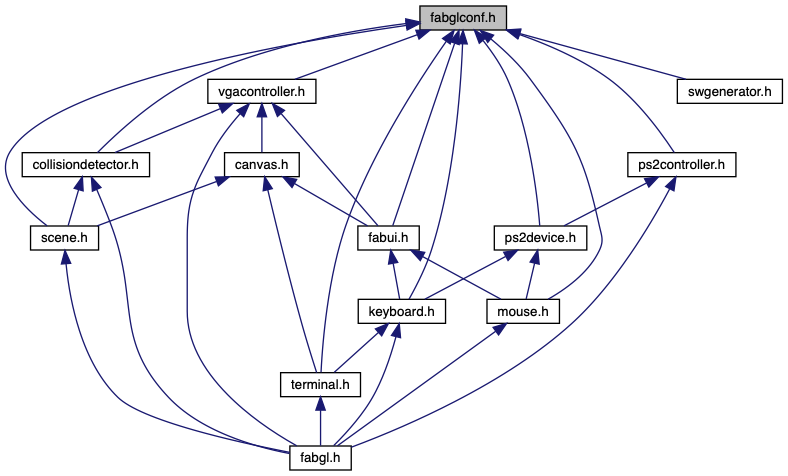 fabglconf.h
vgacontroller.h
swgenerator.h
collisiondetector.h
canvas.h
ps2controller.h
scene.h
fabui.h
ps2device.h
keyboard.h
mouse.h
terminal.h
fabgl.h